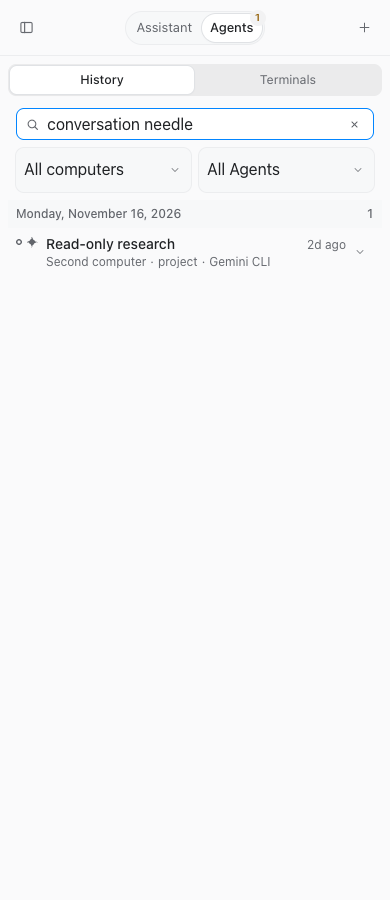 Assistant
Agents
1
History
Terminals
conversation needle
All computers
All Agents
Monday, November 16, 2026
1
Read-only research
2d ago
Second computer · project · Gemini CLI